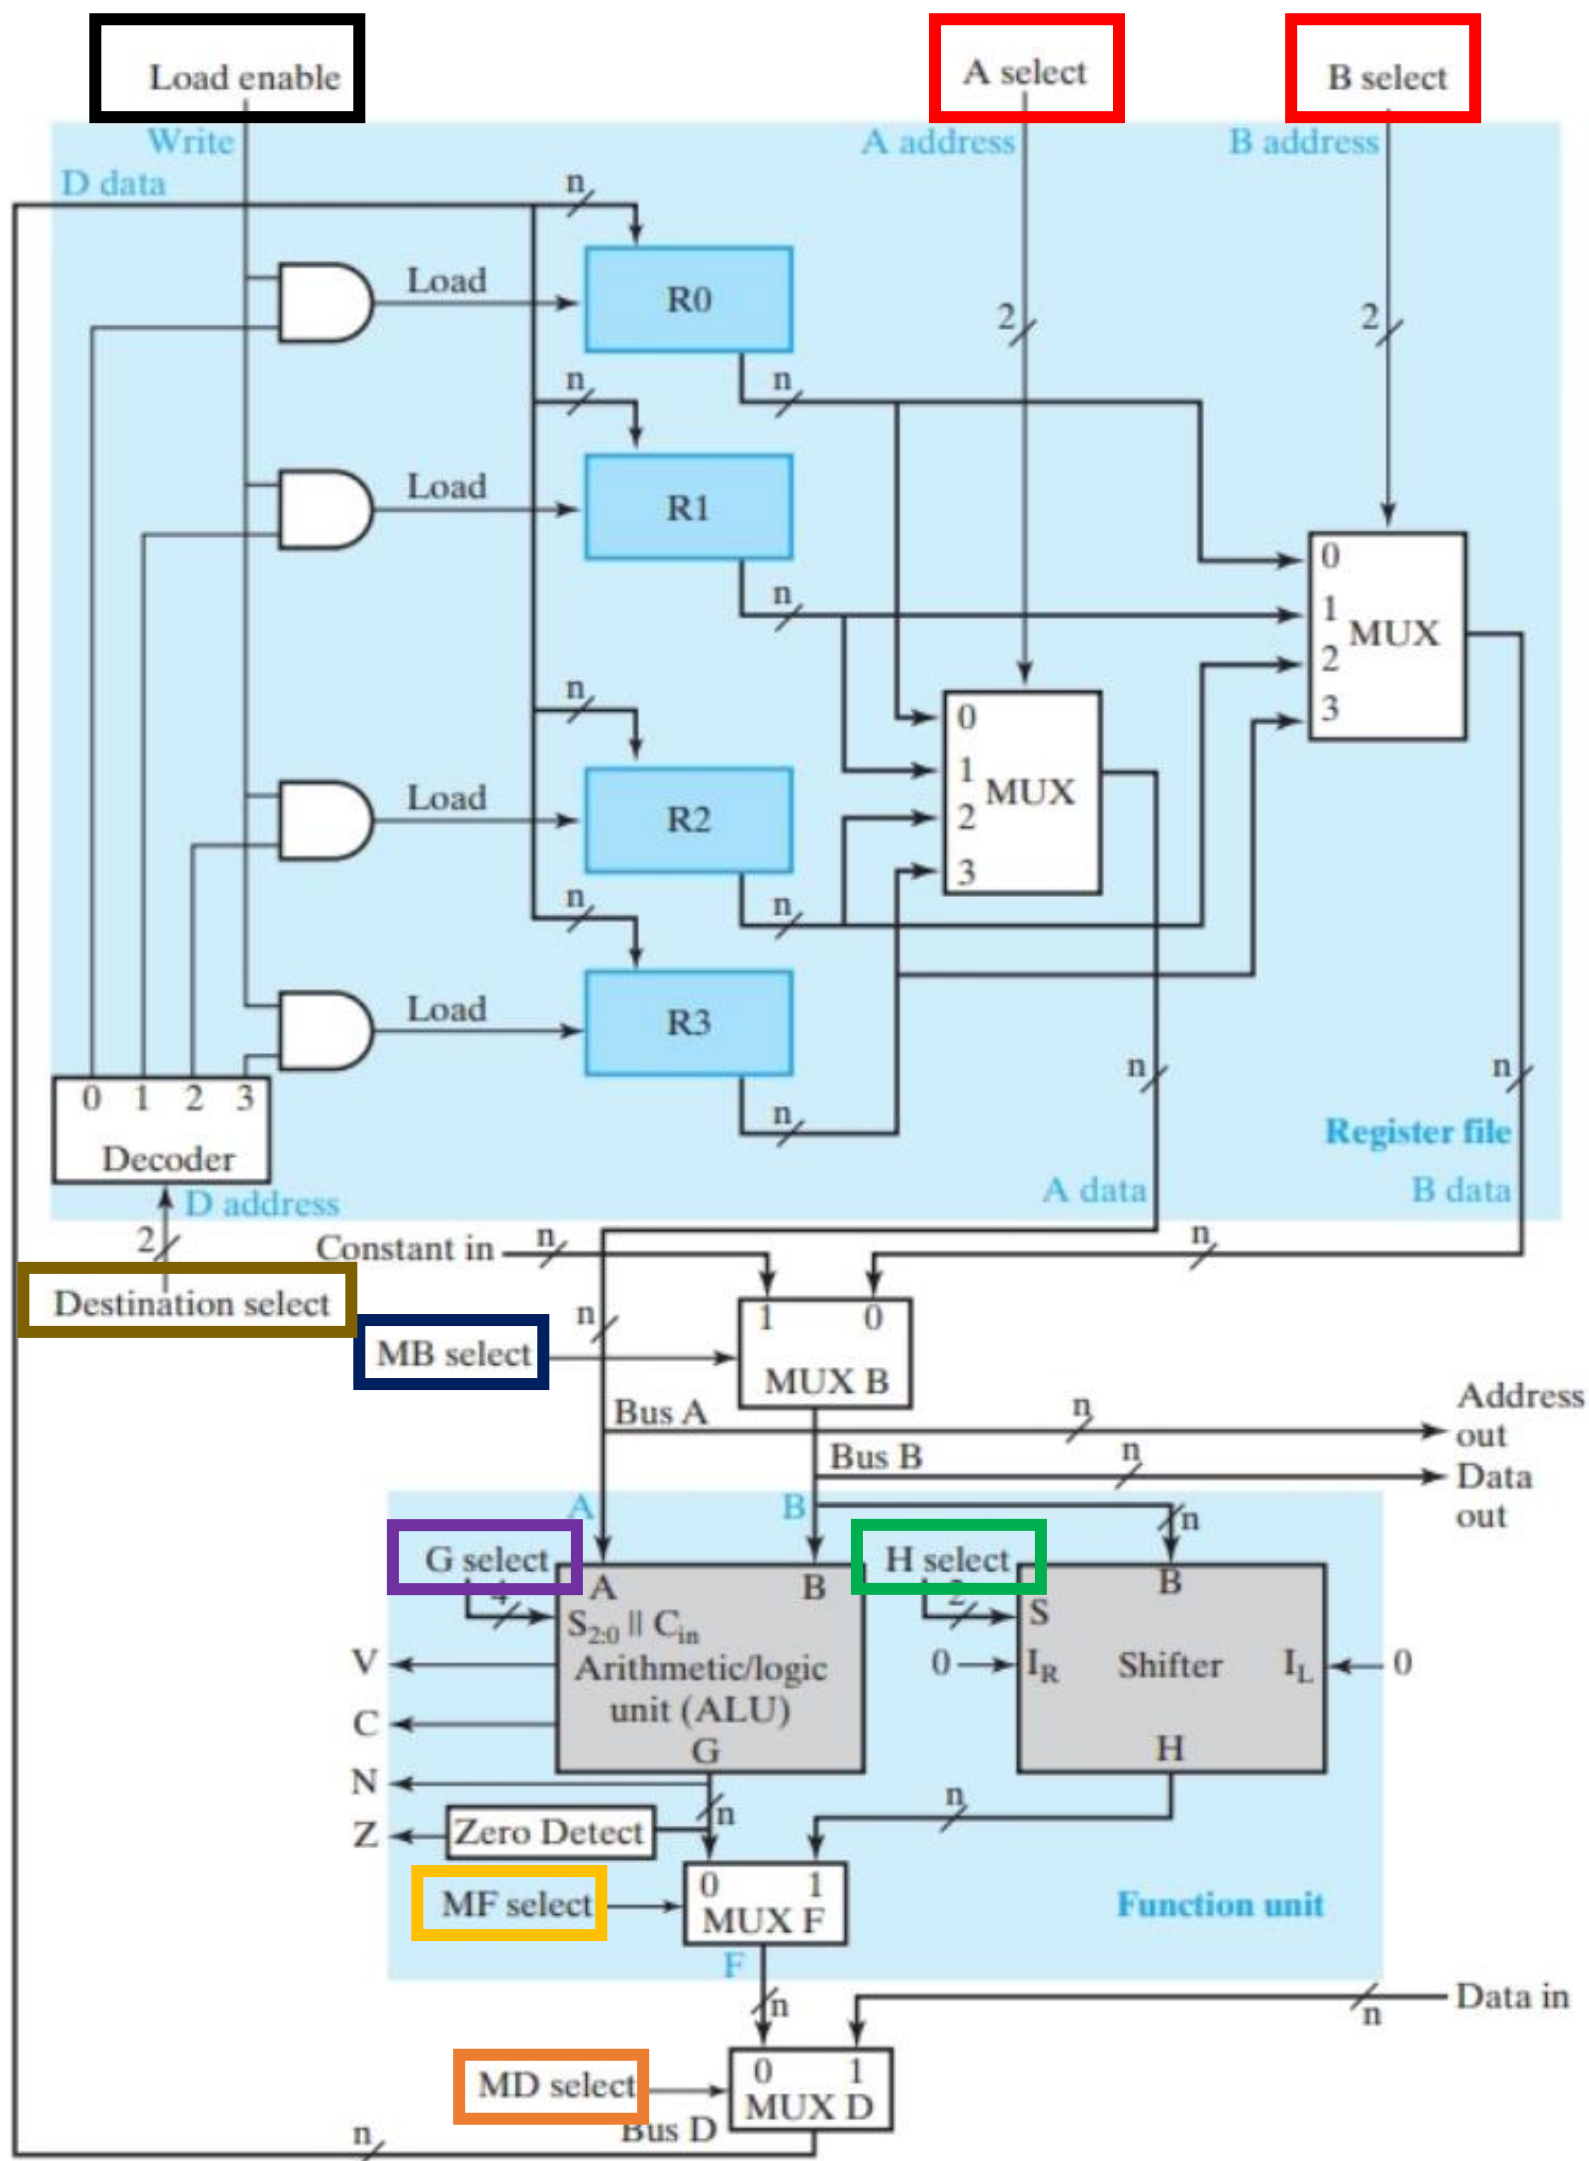 Load enable
A select
B select
Write
A address
B address
D data
n
Load
R0
2
2
n
n
Load
R1
0
n
1
MUX
2
n
0
3
1
MUX
Load
R2
2
3
n
n
Load
R3
n
n
0 1 2 3
n
Register file
Decoder
D address
A data
B data
2
Constant in
n
n
Destination select
n
1 0
MB select
MUX B
Bus A
n
Address
out
Bus B
n
Data
out
A
B
n
G select
H select
4
A
B
2
B
S2:0 || Cin
S
V
Arithmetic/logic
unit (ALU)
0
IR
Shifter
IL
0
C
G
H
N
n
n
Z
Zero Detect
0 1
MF select
MUX F
Function unit
F
n
Data in
n
0 1
MD select
MUX D
Bus D
n